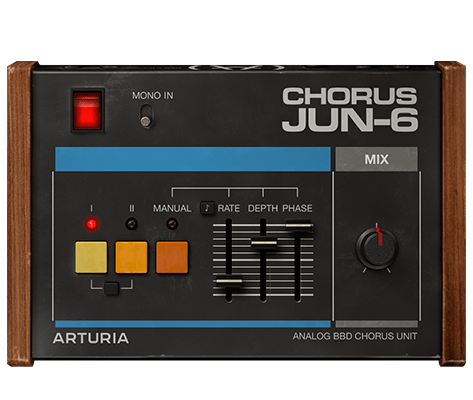 MONO IN
CHORUS
JUN-6
MIX
I II MANUAL ♪ RATE DEPTH PHASE
ARTURIA
ANALOG BBD CHORUS UNIT